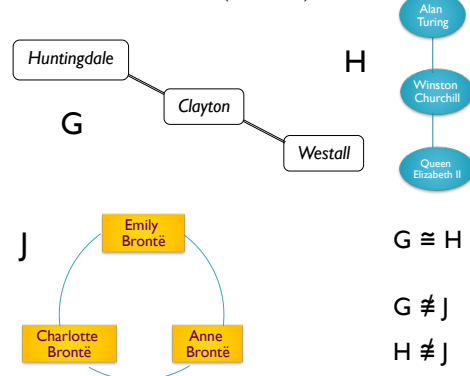 Alan
Turing
Huntingdale
H
Winston
Churchill
Clayton
G
Westall
Queen
Elizabeth II
J
Emily
Brontë
G ≅ H
G ≇ J
Charlotte
Brontë
Anne
Brontë
H ≇ J